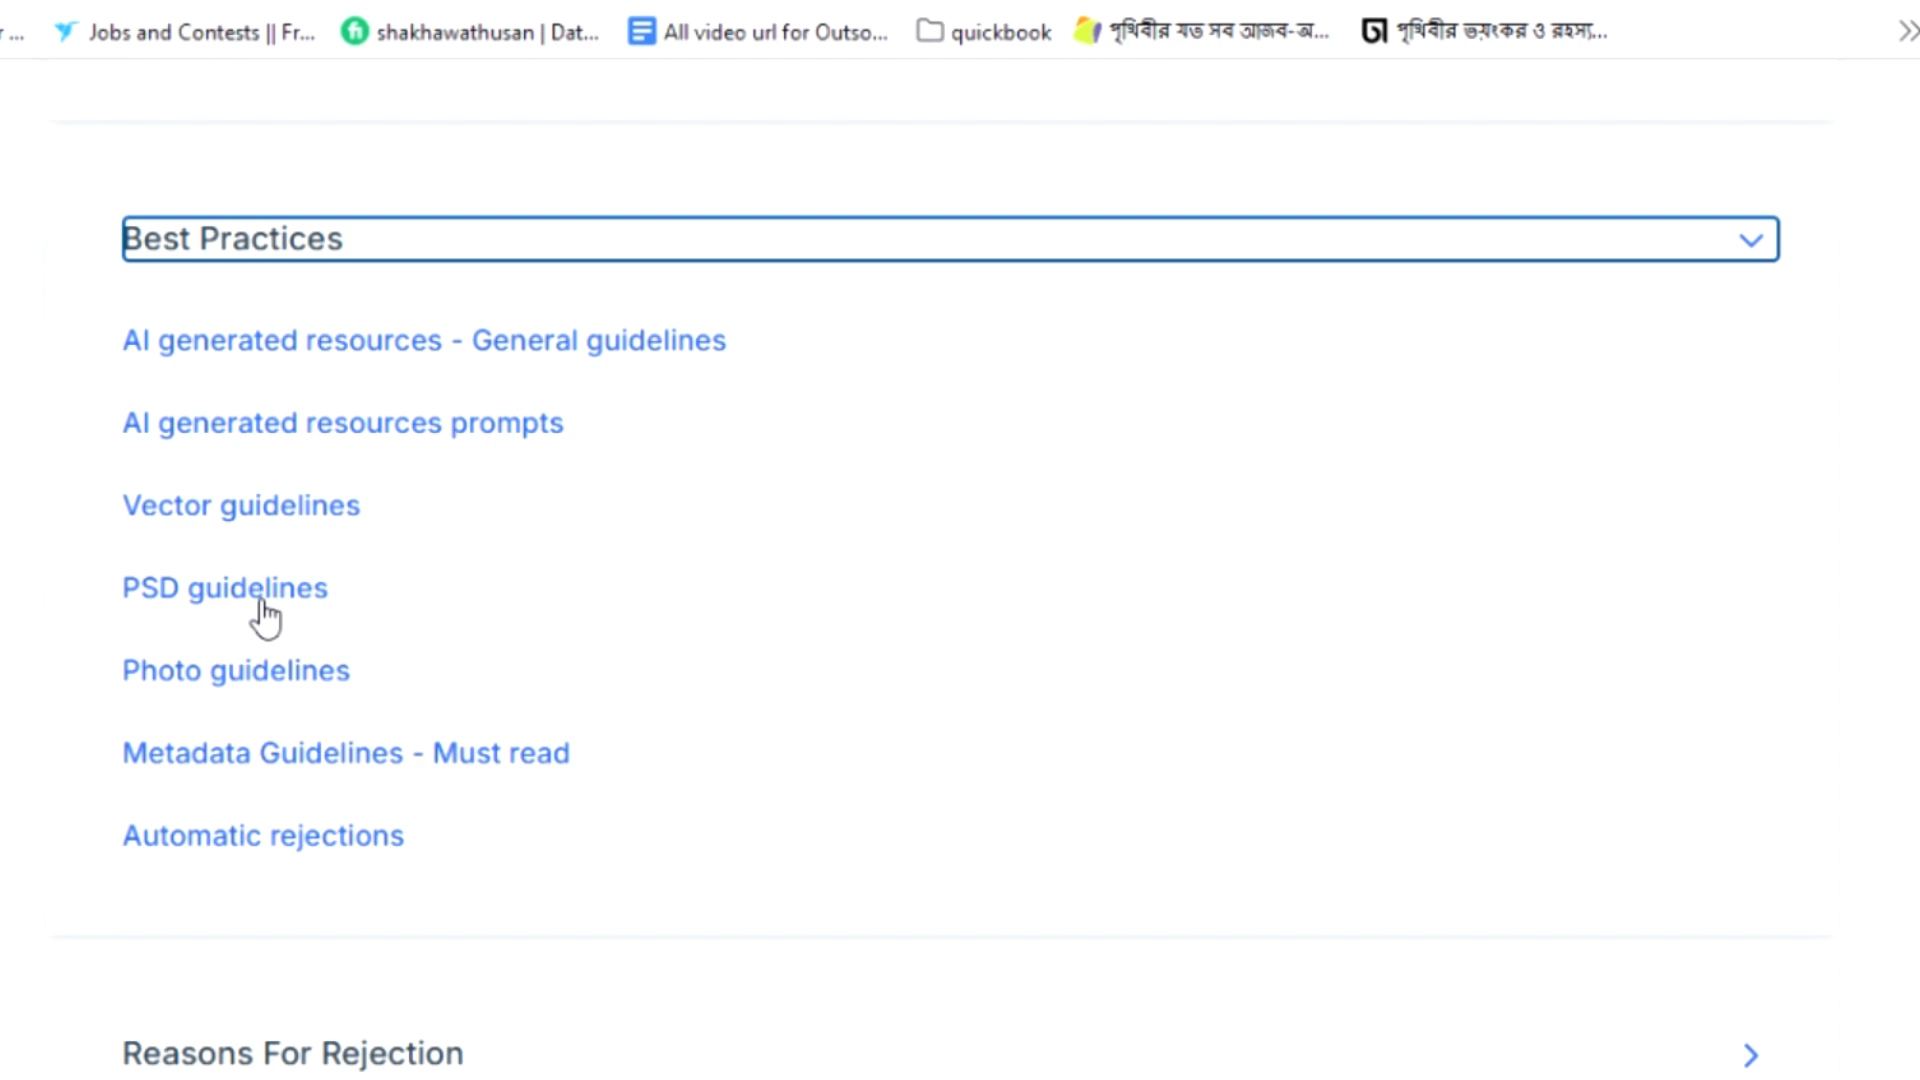 r ... Jobs and Contests || Fr... shakhawathusan | Dat... All video url for Outso... quickbook পৃথিবীর যত সব আজব-অ... পৃথিবীর ভয়ংকর ও রহস্য...
Best Practices
AI generated resources - General guidelines
AI generated resources prompts
Vector guidelines
PSD guidelines
Photo guidelines
Metadata Guidelines - Must read
Automatic rejections
Reasons For Rejection